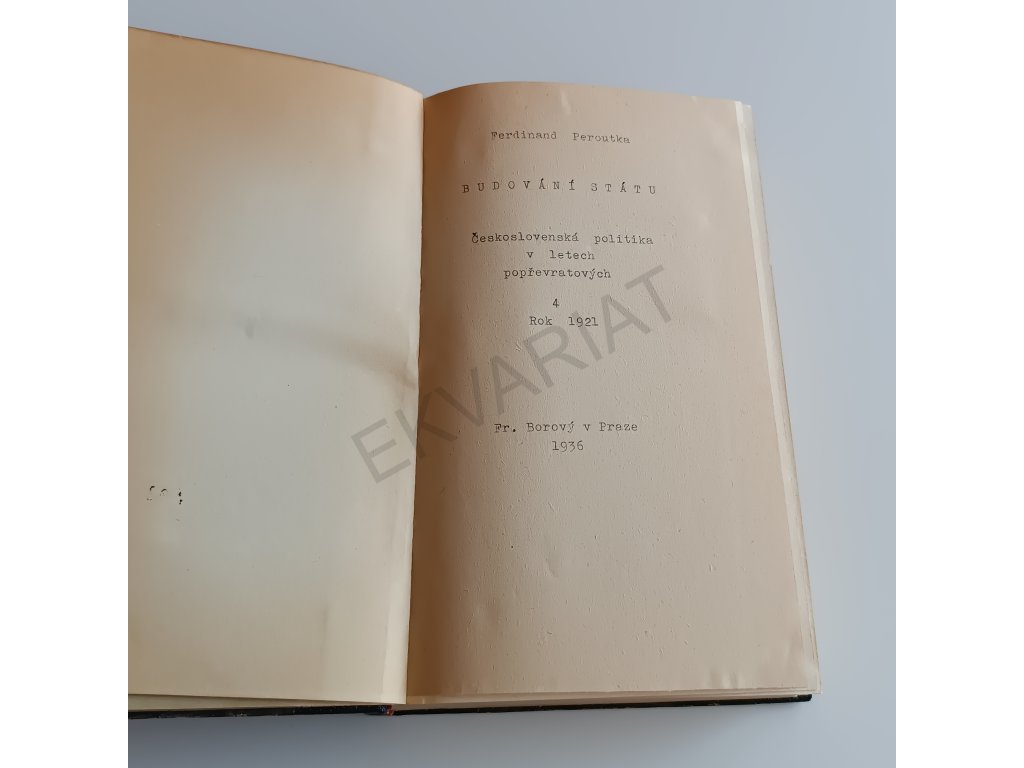 Ferdinand Peroutka
BUDOVÁNÍ STÁTU
Československá politika
v letech
popřevratových
4
Rok 1921
Fr. Borový v Praze
1936
EKVARIAT